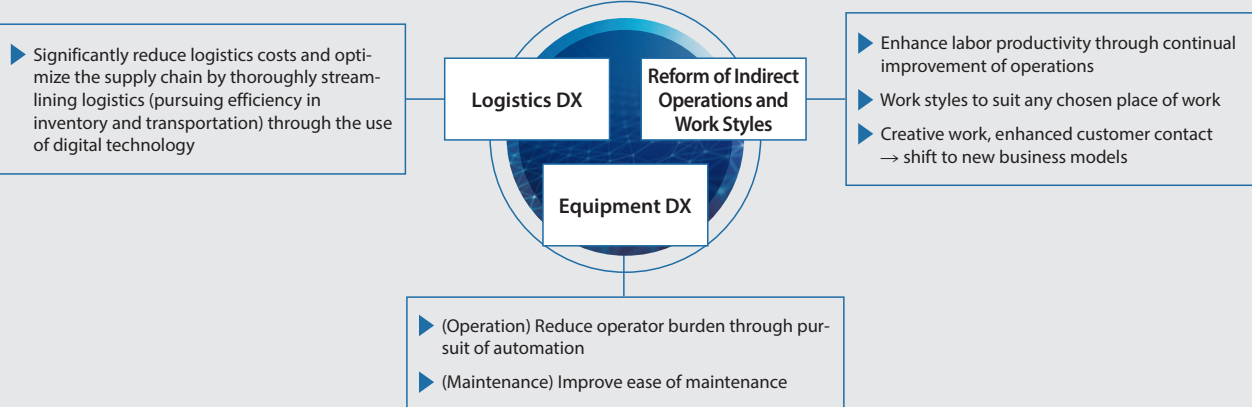 Significantly reduce logistics costs and opti-
mize the supply chain by thoroughly stream-
lining logistics (pursuing efficiency in
inventory and transportation) through the use
of digital technology
Logistics DX
Reform of Indirect
Operations and
Work Styles
Enhance labor productivity through continual
improvement of operations
Work styles to suit any chosen place of work
Creative work, enhanced customer contact
→ shift to new business models
Equipment DX
(Operation) Reduce operator burden through pur-
suit of automation
(Maintenance) Improve ease of maintenance